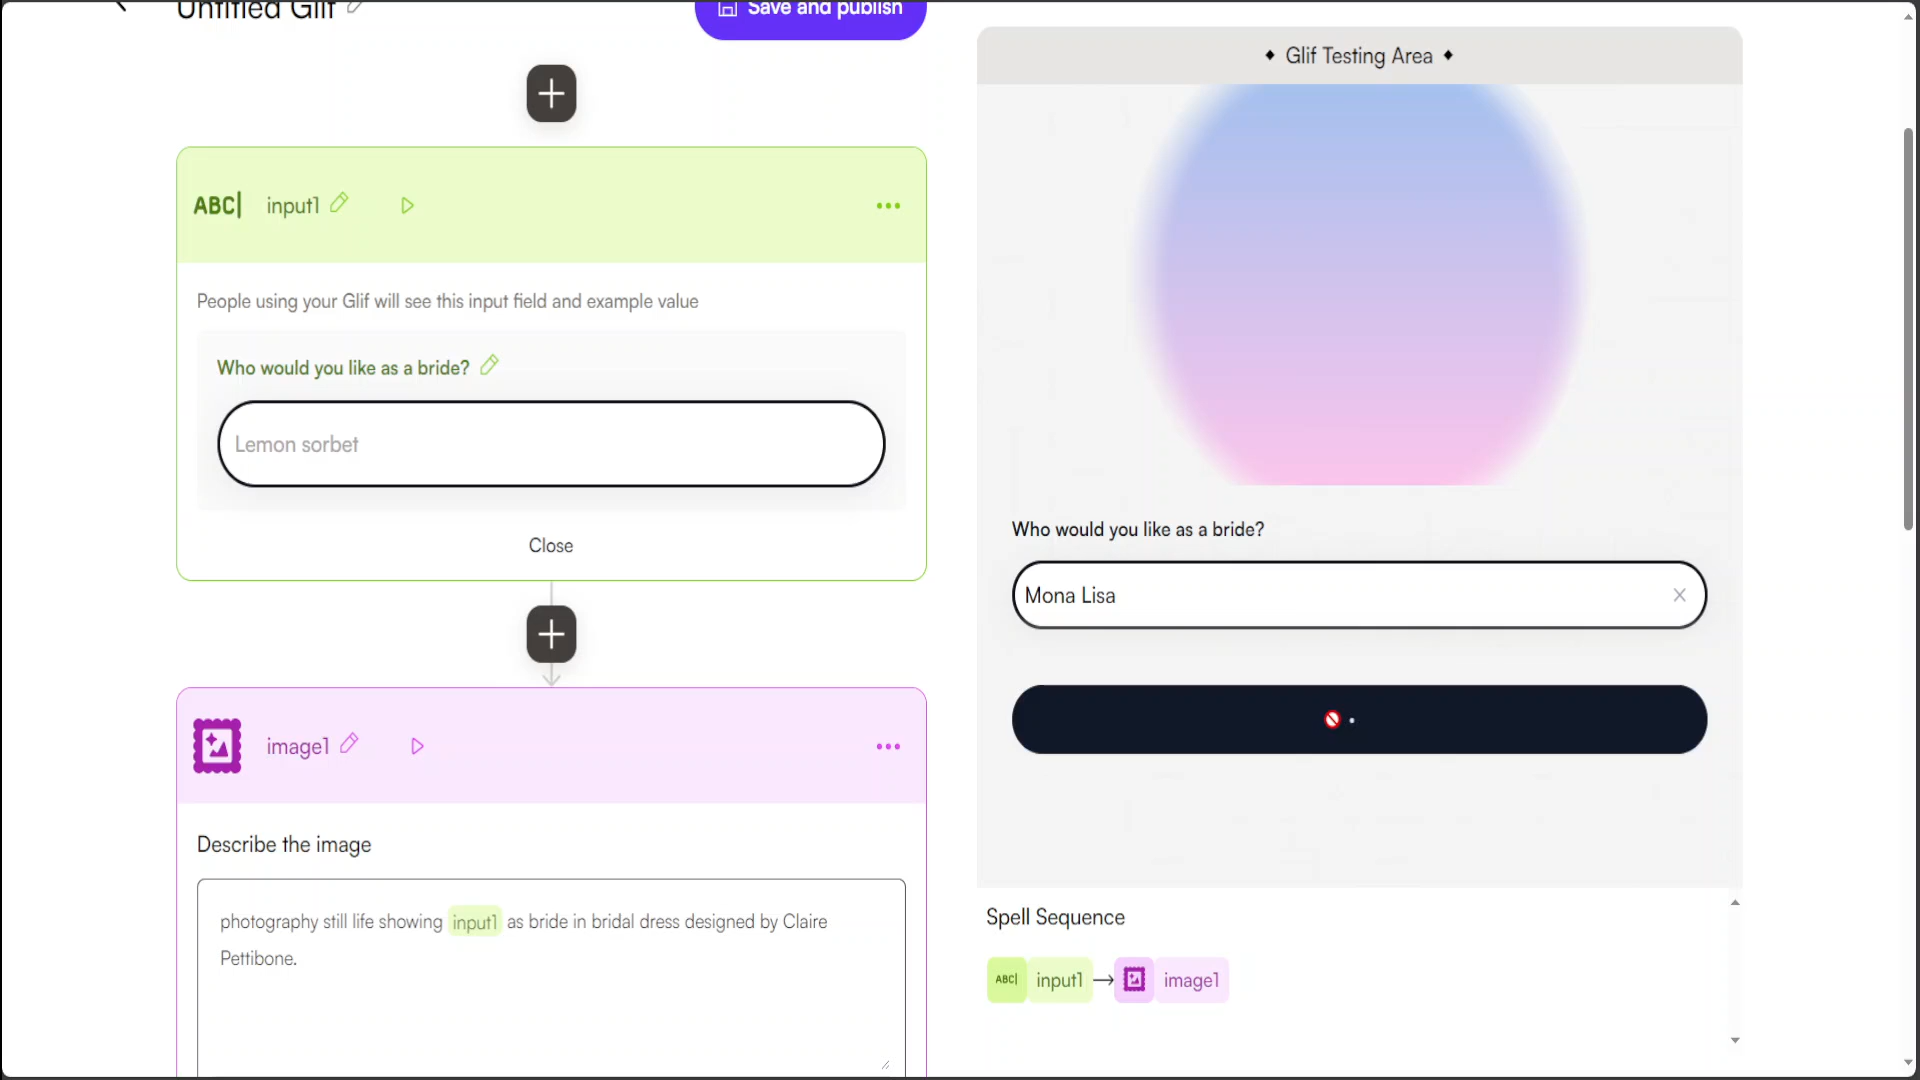 Untitled Glif
Save and publish
ABC| input1
People using your Glif will see this input field and example value
Who would you like as a bride?
Lemon sorbet
Close
image1
Describe the image
photography still life showing input1 as bride in bridal dress designed by Claire
Pettibone.
Glif Testing Area
Who would you like as a bride?
Mona Lisa
Spell Sequence
ABC| input1 → image1